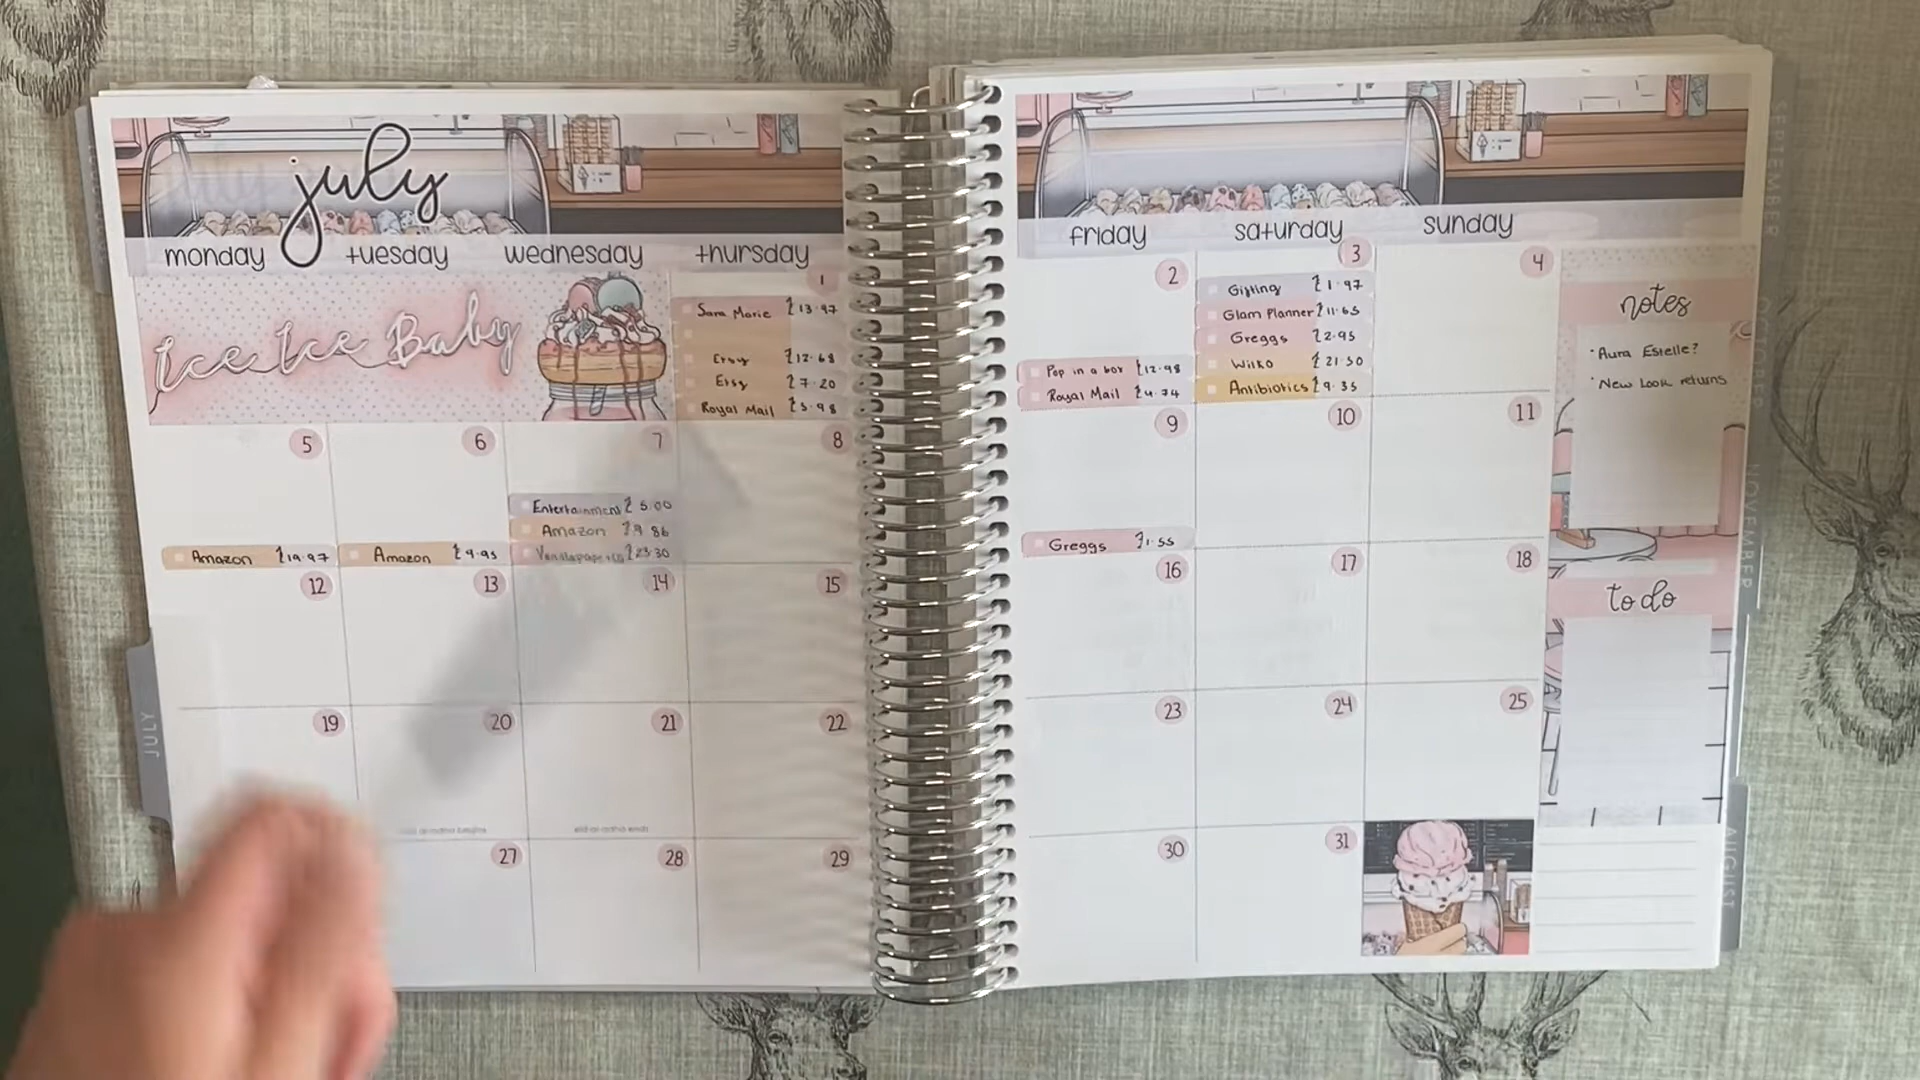 july
monday
tuesday
wednesday
thursday
friday
saturday
sunday
Ice Ice Baby
1
Sara Marie £13.97
Etsy £12.68
Etsy £7.20
Royal Mail £5.98
2
Pop in a box £12.98
Royal Mail £4.74
3
Gifting £1.97
Glam Planner £11.65
Greggs £2.95
Wilko £21.50
Antibiotics £9.35
4
notes
· Aura Estelle?
· New Look returns
5
Amazon £19.97
6
Amazon £9.95
7
Entertainment £5.00
Amazon £9.86
£23.30
8
9
Greggs £1.55
10
11
12
13
14
15
16
17
18
to do
19
20
21
22
23
24
25
27
28
29
30
31
JULY
AUGUST
SEPTEMBER
NOVEMBER